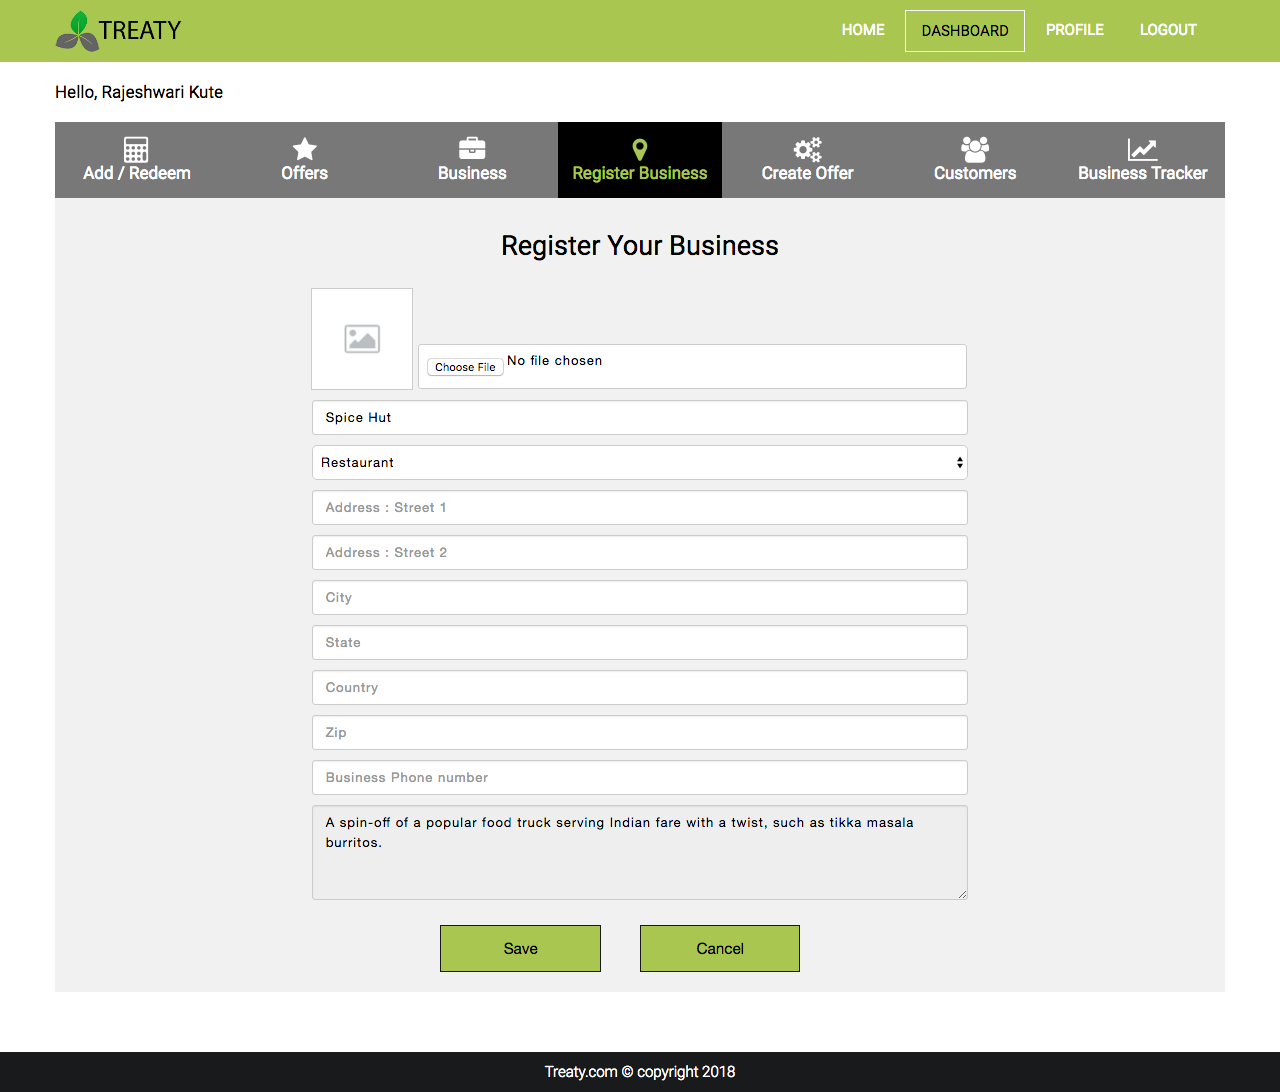 TREATY
HOME DASHBOARD PROFILE LOGOUT
Hello, Rajeshwari Kute
Add / Redeem Offers Business Register Business Create Offer Customers Business Tracker
Register Your Business
Choose File No file chosen
Spice Hut
Restaurant
Address : Street 1
Address : Street 2
City
State
Country
Zip
Business Phone number
A spin-off of a popular food truck serving Indian fare with a twist, such as tikka masala
burritos.
Save Cancel
Treaty.com © copyright 2018